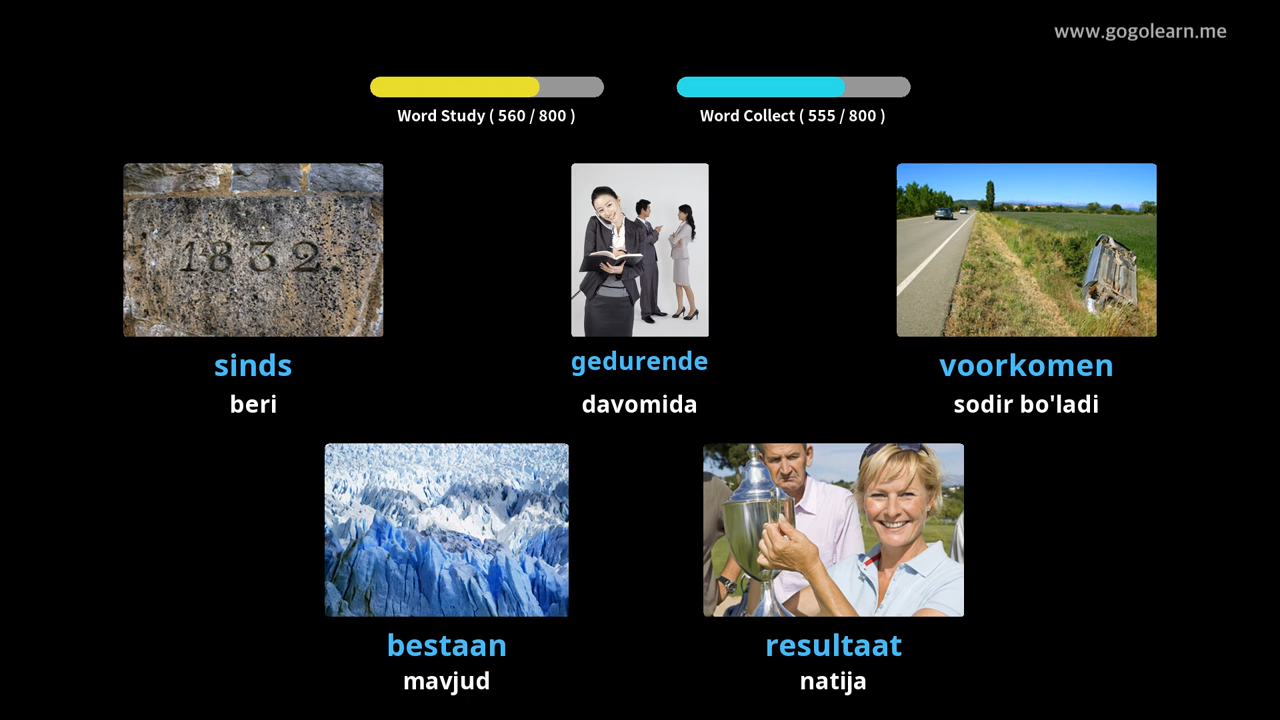 www.gogolearn.me
Word Study ( 560 / 800 )
Word Collect ( 555 / 800 )
1832.
sinds
beri
gedurende
davomida
voorkomen
sodir bo'ladi
bestaan
mavjud
resultaat
natija